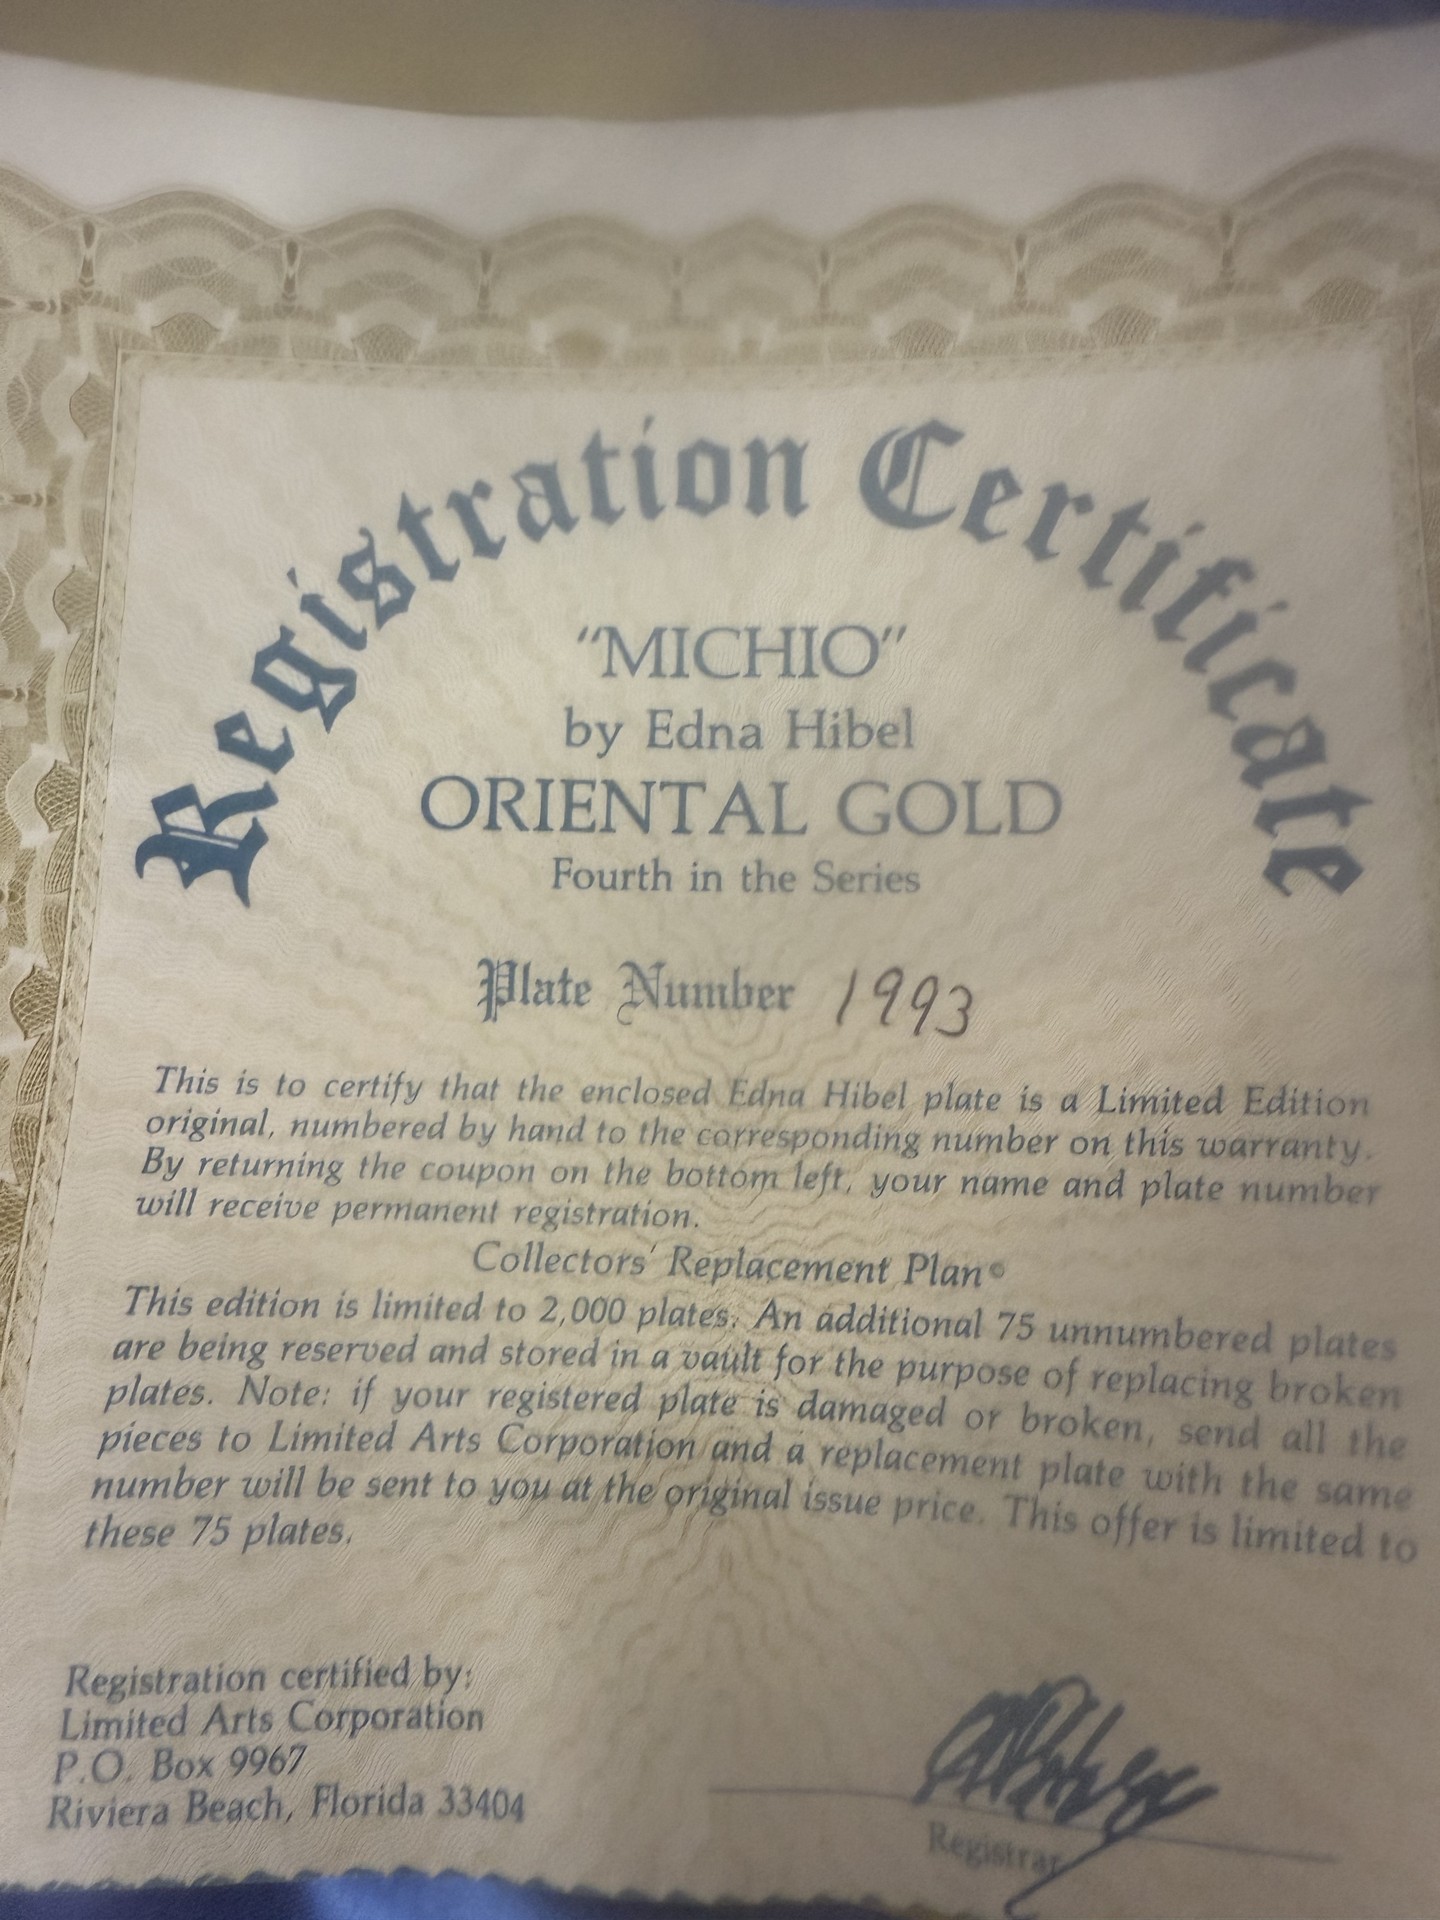 Registration Certificate
“MICHIO”
by Edna Hibel
ORIENTAL GOLD
Fourth in the Series
Plate Number 1993
This is to certify that the enclosed Edna Hibel plate is a Limited Edition
original, numbered by hand to the corresponding number on this warranty.
By returning the coupon on the bottom left, your name and plate number
will receive permanent registration.
Collectors' Replacement Plan©
This edition is limited to 2,000 plates. An additional 75 unnumbered plates
are being reserved and stored in a vault for the purpose of replacing broken
plates. Note: if your registered plate is damaged or broken, send all the
pieces to Limited Arts Corporation and a replacement plate with the same
number will be sent to you at the original issue price. This offer is limited to
these 75 plates.
Registration certified by:
Limited Arts Corporation
P.O. Box 9967
Riviera Beach, Florida 33404
Registrar